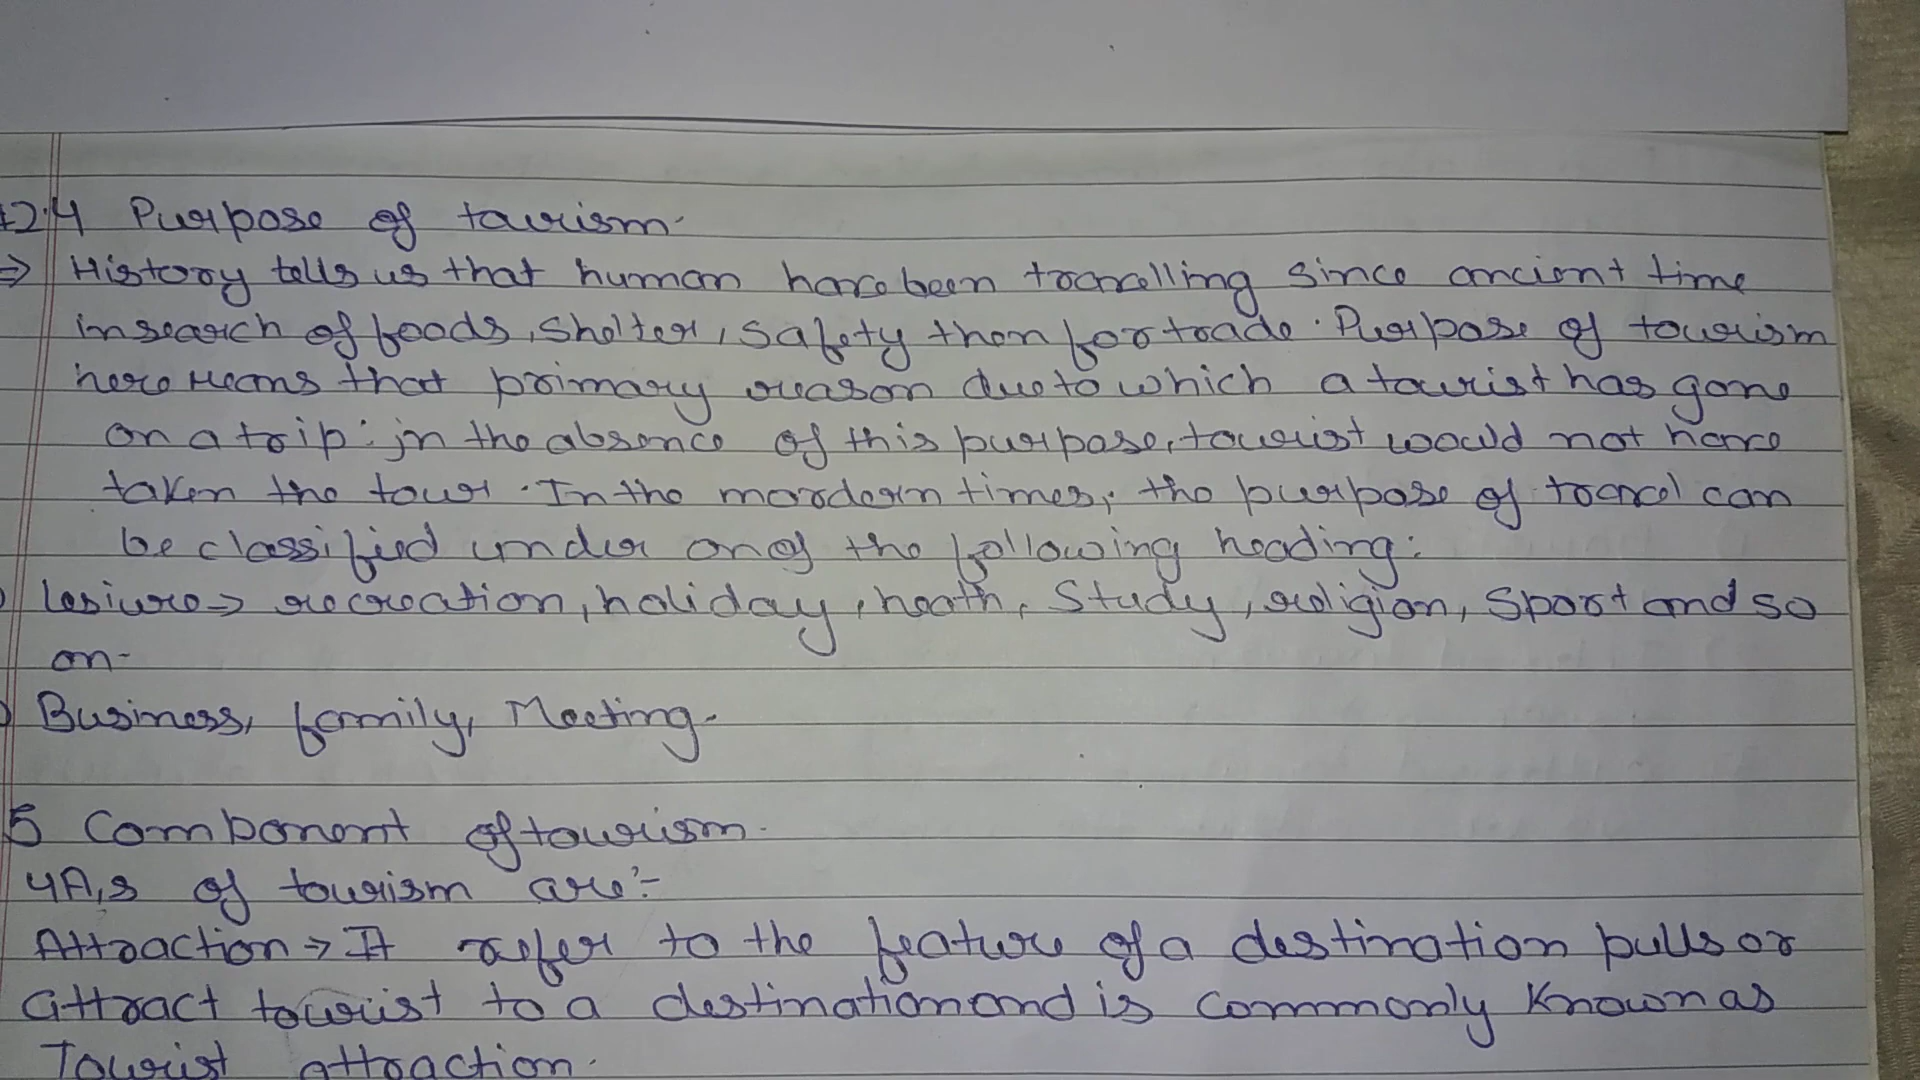 2.4 Purpose of tourism.
⇒ History tells us that human have been travelling since ancient time
in search of foods, shelter, safety then for trade. Purpose of tourism
here means that primary reason due to which a tourist has gone
on a trip. in the absence of this purpose, tourist would not have
taken the tour. In the mordern times, the purpose of travel can
be classified under on of the following heading:
Lesiure → recreation, holiday, heath, Study, religion, Sport and so
on-
Business, family, Meeting.
5 Component of tourism.
4A,s of tourism are:-
Attraction → It refer to the feature of a destination pulls or
attract tourist to a destination and is commonly known as
Tourist attraction.